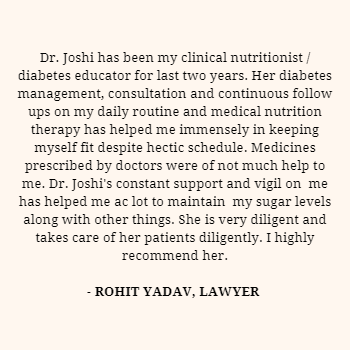 Dr. Joshi has been my clinical nutritionist /
diabetes educator for last two years. Her diabetes
management, consultation and continuous follow
ups on my daily routine and medical nutrition
therapy has helped me immensely in keeping
myself fit despite hectic schedule. Medicines
prescribed by doctors were of not much help to
me. Dr. Joshi's constant support and vigil on  me
has helped me ac lot to maintain  my sugar levels
along with other things. She is very diligent and
takes care of her patients diligently. I highly
recommend her.
- ROHIT YADAV, LAWYER